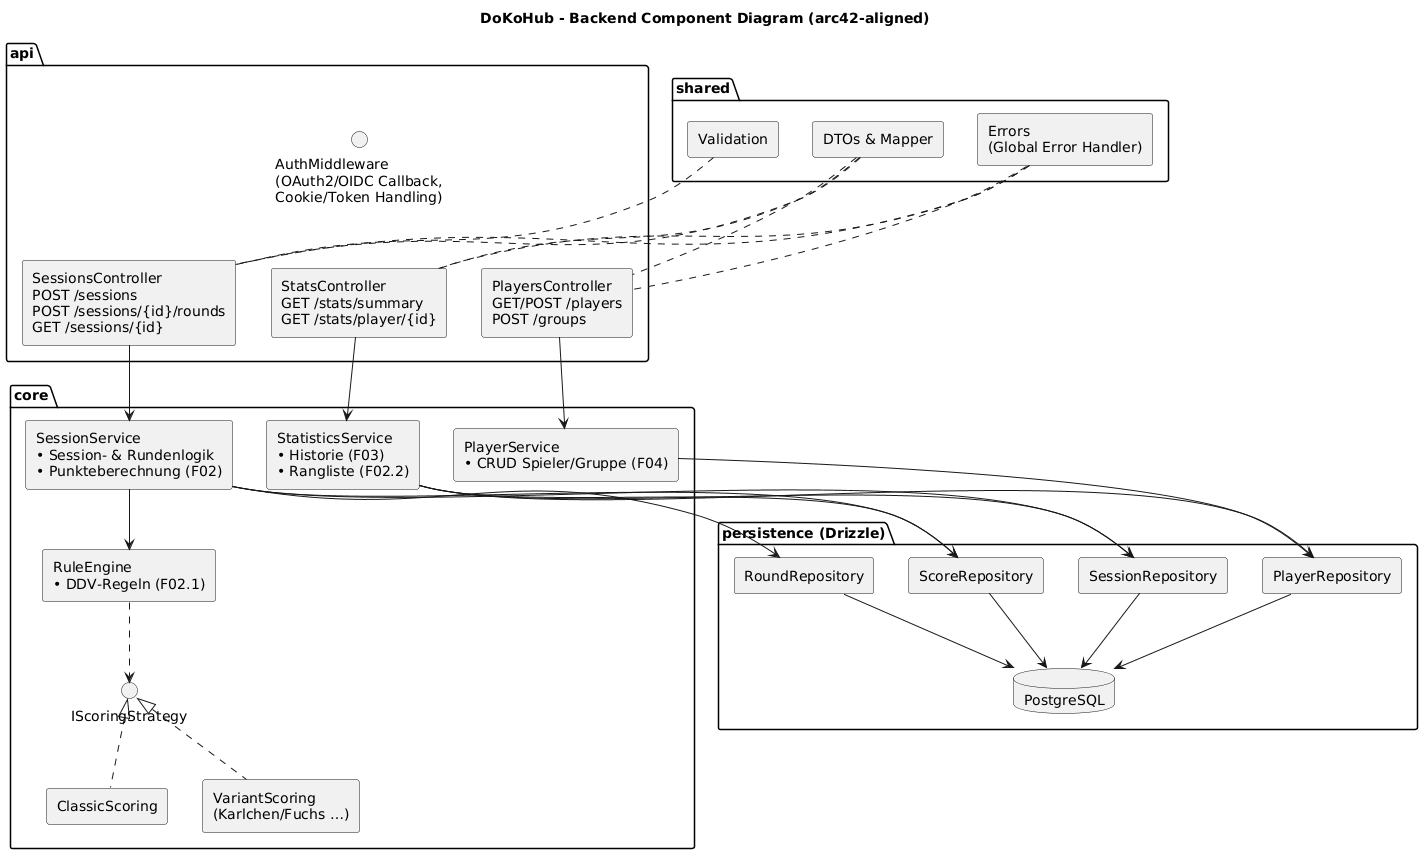 DoKoHub - Backend Component Diagram (arc42-aligned)
api
AuthMiddleware
(OAuth2/OIDC Callback,
Cookie/Token Handling)
SessionsController
POST /sessions
POST /sessions/{id}/rounds
GET /sessions/{id}
StatsController
GET /stats/summary
GET /stats/player/{id}
PlayersController
GET/POST /players
POST /groups
shared
Validation
DTOs & Mapper
Errors
(Global Error Handler)
core
SessionService
• Session- & Rundenlogik
• Punkteberechnung (F02)
StatisticsService
• Historie (F03)
• Rangliste (F02.2)
PlayerService
• CRUD Spieler/Gruppe (F04)
RuleEngine
• DDV-Regeln (F02.1)
IScoringStrategy
ClassicScoring
VariantScoring
(Karlchen/Fuchs ...)
persistence (Drizzle)
RoundRepository
ScoreRepository
SessionRepository
PlayerRepository
PostgreSQL